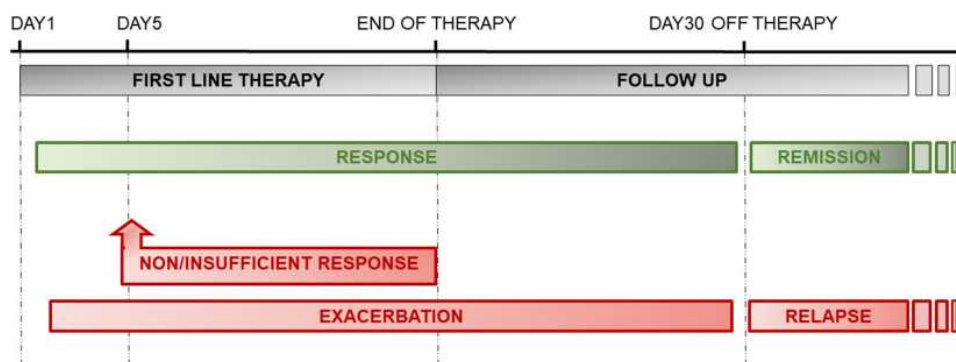 DAY1 DAY5 END OF THERAPY DAY30 OFF THERAPY
FIRST LINE THERAPY FOLLOW UP
RESPONSE REMISSION
NON/INSUFFICIENT RESPONSE
EXACERBATION RELAPSE